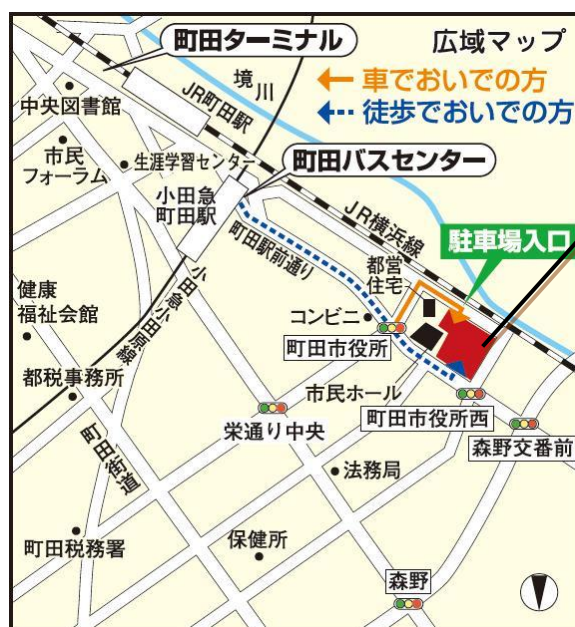 町田ターミナル
広域マップ
境川
車でおいでの方
徒歩でおいでの方
JR町田駅
中央図書館
市民
フォーラム
生涯学習センター
町田バスセンター
小田急
町田駅
JR横浜線
駐車場入口
町田駅前通り
都営
住宅
小田急小田原線
健康
福祉会館
コンビニ
町田市役所
都税事務所
市民ホール
町田市役所西
栄通り中央
森野交番前
町田街道
法務局
町田税務署
保健所
森野